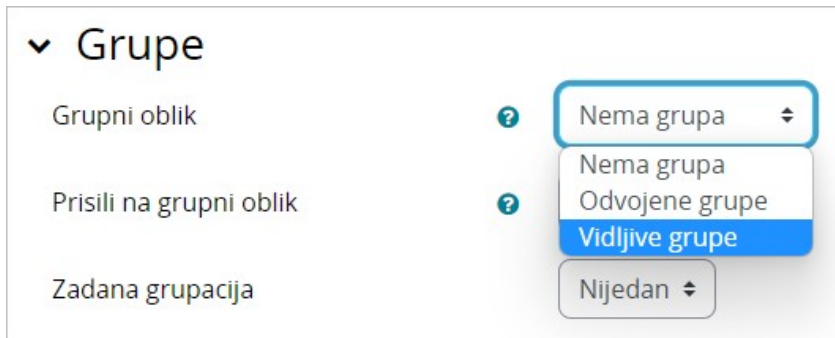 Grupe
Grupni oblik
Nema grupa
Nema grupa
Odvojene grupe
Vidljive grupe
Prisili na grupni oblik
Zadana grupacija
Nijedan